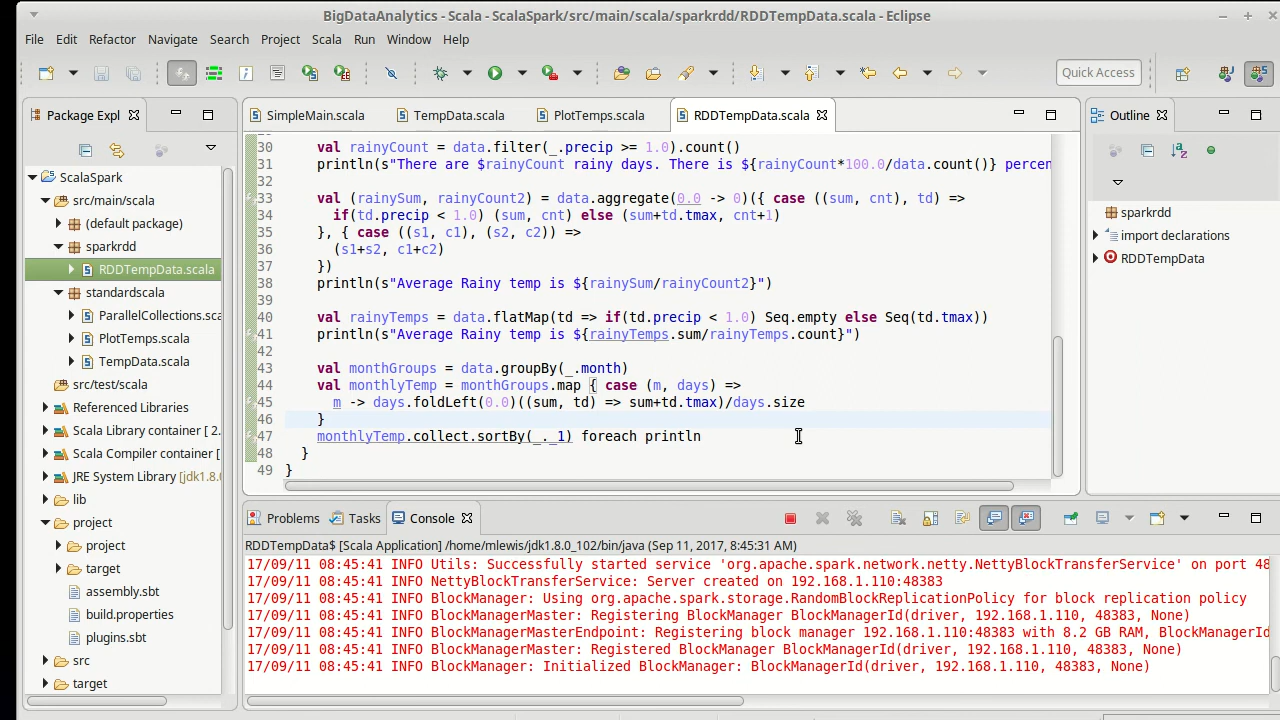 BigDataAnalytics - Scala - ScalaSpark/src/main/scala/sparkrdd/RDDTempData.scala - Eclipse
File Edit Refactor Navigate Search Project Scala Run Window Help
Quick Access
Package Expl
ScalaSpark
src/main/scala
(default package)
sparkrdd
RDDTempData.scala
standardscala
ParallelCollections.sca
PlotTemps.scala
TempData.scala
src/test/scala
Referenced Libraries
Scala Library container [ 2.
Scala Compiler container [
JRE System Library [jdk1.8.0
lib
project
project
target
assembly.sbt
build.properties
plugins.sbt
src
target
SimpleMain.scala TempData.scala PlotTemps.scala RDDTempData.scala
30 val rainyCount = data.filter(_.precip >= 1.0).count()
31 println(s"There are $rainyCount rainy days. There is ${rainyCount*100.0/data.count()} percen
32
33 val (rainySum, rainyCount2) = data.aggregate(0.0 -> 0)({ case ((sum, cnt), td) =>
34 if(td.precip < 1.0) (sum, cnt) else (sum+td.tmax, cnt+1)
35 }, { case ((s1, c1), (s2, c2)) =>
36 (s1+s2, c1+c2)
37 })
38 println(s"Average Rainy temp is ${rainySum/rainyCount2}")
39
40 val rainyTemps = data.flatMap(td => if(td.precip < 1.0) Seq.empty else Seq(td.tmax))
41 println(s"Average Rainy temp is ${rainyTemps.sum/rainyTemps.count}")
42
43 val monthGroups = data.groupBy(_.month)
44 val monthlyTemp = monthGroups.map { case (m, days) =>
45 m -> days.foldLeft(0.0)((sum, td) => sum+td.tmax)/days.size
46 }
47 monthlyTemp.collect.sortBy(_._1) foreach println
48 }
49 }
Outline
sparkrdd
import declarations
RDDTempData
Problems Tasks Console
RDDTempData$ [Scala Application] /home/mlewis/jdk1.8.0_102/bin/java (Sep 11, 2017, 8:45:31 AM)
17/09/11 08:45:41 INFO Utils: Successfully started service 'org.apache.spark.network.netty.NettyBlockTransferService' on port 48
17/09/11 08:45:41 INFO NettyBlockTransferService: Server created on 192.168.1.110:48383
17/09/11 08:45:41 INFO BlockManager: Using org.apache.spark.storage.RandomBlockReplicationPolicy for block replication policy
17/09/11 08:45:41 INFO BlockManagerMaster: Registering BlockManager BlockManagerId(driver, 192.168.1.110, 48383, None)
17/09/11 08:45:41 INFO BlockManagerMasterEndpoint: Registering block manager 192.168.1.110:48383 with 8.2 GB RAM, BlockManagerId
17/09/11 08:45:41 INFO BlockManagerMaster: Registered BlockManager BlockManagerId(driver, 192.168.1.110, 48383, None)
17/09/11 08:45:41 INFO BlockManager: Initialized BlockManager: BlockManagerId(driver, 192.168.1.110, 48383, None)